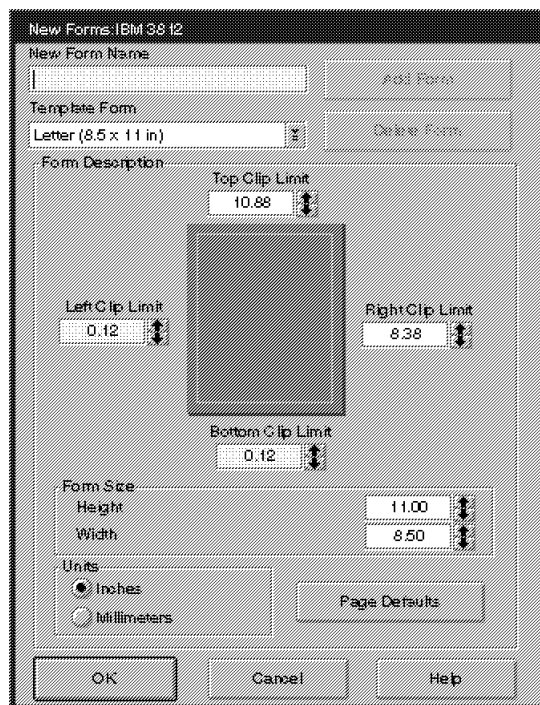 New Forms:IBM 3812
New Form Name
Add Form
Template Form
Letter (8.5 x 11 in)
Delete Form
Form Description
Top Clip Limit
10.88
Left Clip Limit
0.12
Right Clip Limit
8.38
Bottom Clip Limit
0.12
Form Size
Height
11.00
Width
8.50
Units
Inches
Millimeters
Page Defaults
OK
Cancel
Help